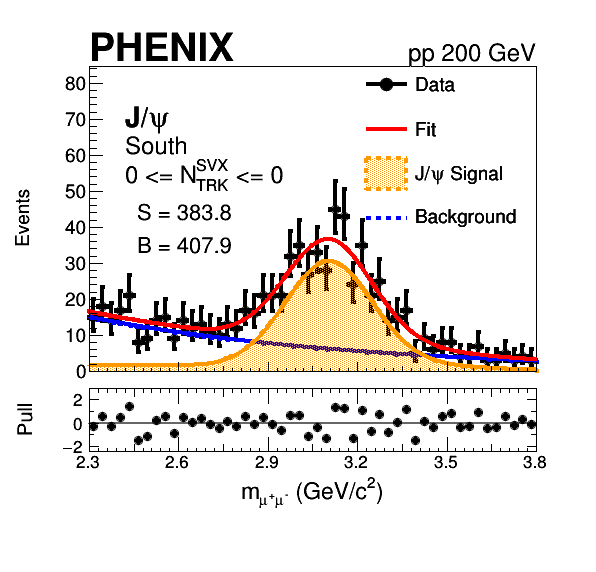 PHENIX pp 200 GeV
80
70
60
50
40
30
20
10
0
Events
J/ψ
South
0 <= N_TRK^SVX <= 0
S = 383.8
B = 407.9
Data
Fit
J/ψ Signal
Background
2
0
−2
Pull
2.3 2.6 2.9 3.2 3.5 3.8
m_μ⁺μ⁻ (GeV/c²)